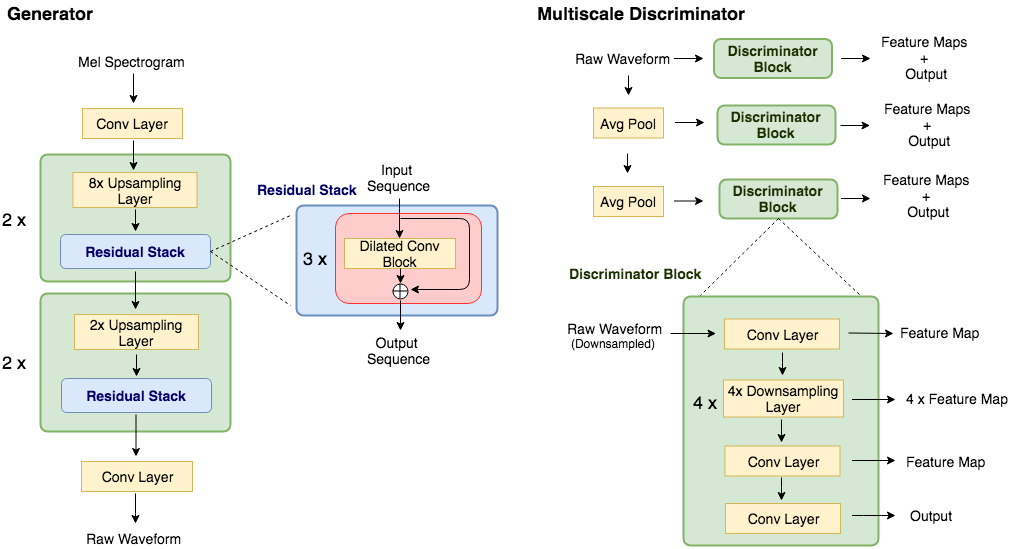 Generator
Mel Spectrogram
Conv Layer
2 x
8x Upsampling
Layer
Residual Stack
2 x
2x Upsampling
Layer
Residual Stack
Conv Layer
Raw Waveform
Residual Stack
Input
Sequence
3 x
Dilated Conv
Block
Output
Sequence
Multiscale Discriminator
Raw Waveform
Discriminator
Block
Feature Maps
+
Output
Avg Pool
Discriminator
Block
Feature Maps
+
Output
Avg Pool
Discriminator
Block
Feature Maps
+
Output
Discriminator Block
Raw Waveform
(Downsampled)
Conv Layer
Feature Map
4 x
4x Downsampling
Layer
4 x Feature Map
Conv Layer
Feature Map
Conv Layer
Output